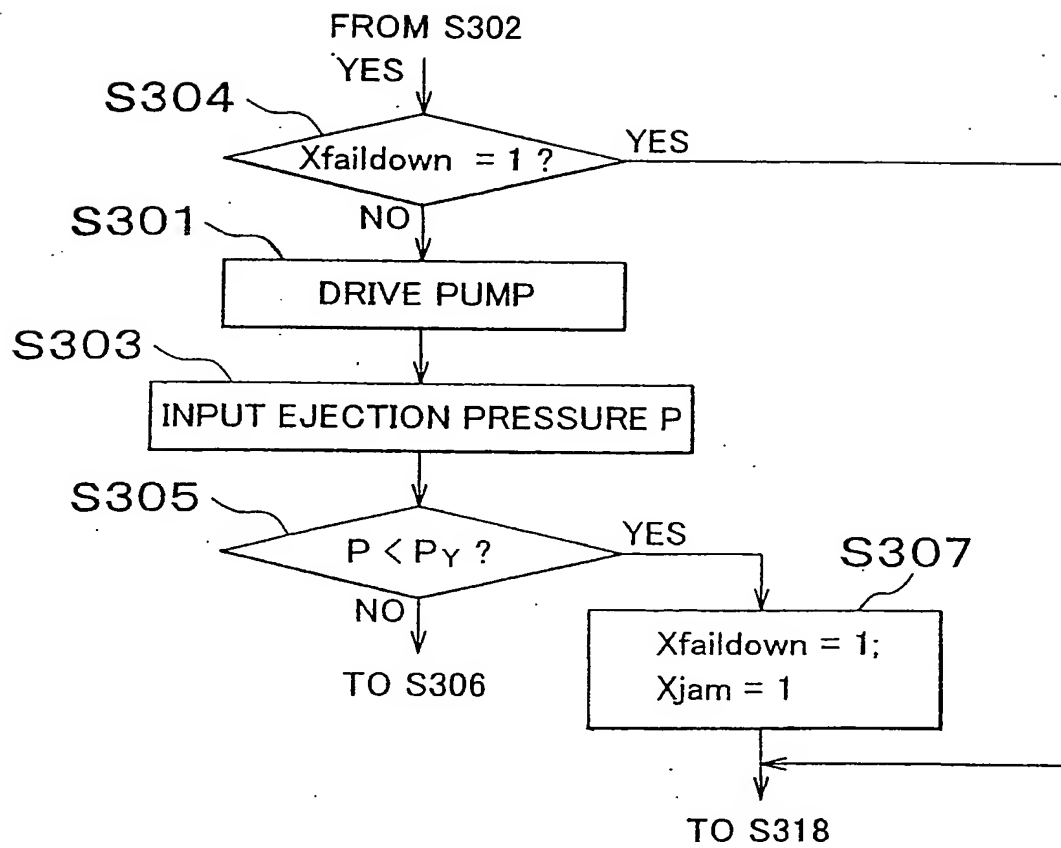 FROM S302
YES
S304
Xfaildown = 1 ?
YES
NO
S301
DRIVE PUMP
S303
INPUT EJECTION PRESSURE P
S305
P < PY ?
YES
NO
TO S306
S307
Xfaildown = 1;
Xjam = 1
TO S318